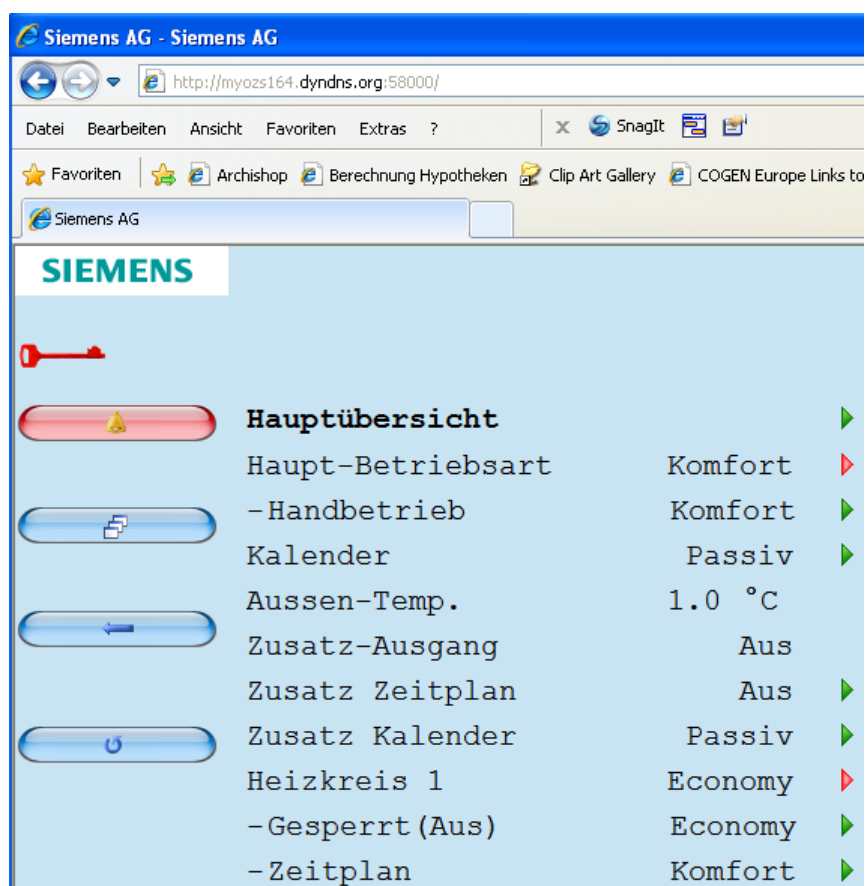 Siemens AG - Siemens AG
http://myozs164.dyndns.org:58000/
Datei Bearbeiten Ansicht Favoriten Extras ? x SnagIt
Favoriten Archishop Berechnung Hypotheken Clip Art Gallery COGEN Europe Links to
Siemens AG
SIEMENS
Hauptübersicht
Haupt-Betriebsart Komfort
-Handbetrieb Komfort
Kalender Passiv
Aussen-Temp. 1.0 °C
Zusatz-Ausgang Aus
Zusatz Zeitplan Aus
Zusatz Kalender Passiv
Heizkreis 1 Economy
-Gesperrt(Aus) Economy
-Zeitplan Komfort